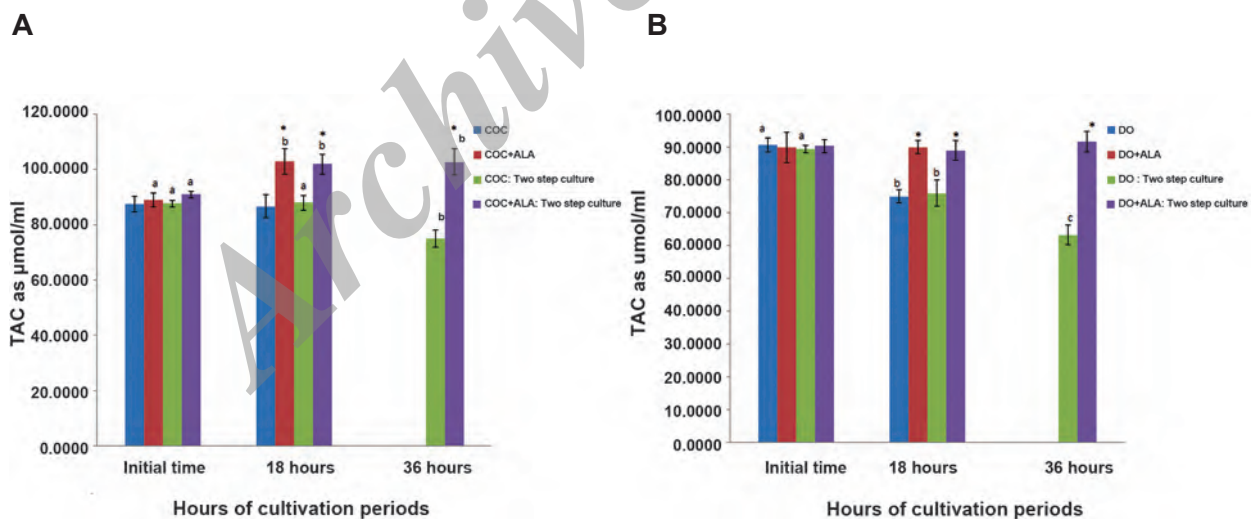 A
120.0000
100.0000
80.0000
60.0000
40.0000
20.0000
0.0000
TAC as µmol/ml
a a a
* b * b a
* b b
COC
COC+ALA
COC: Two step culture
COC+ALA: Two step culture
Initial time 18 hours 36 hours
Hours of cultivation periods
B
100.0000
90.0000
80.0000
70.0000
60.0000
50.0000
40.0000
30.0000
20.0000
10.0000
0.0000
TAC as umol/ml
a a
b * b *
c *
DO
DO+ALA
DO : Two step culture
DO+ALA: Two step culture
Initial time 18 hours 36 hours
Hours of cultivation periods
Archive